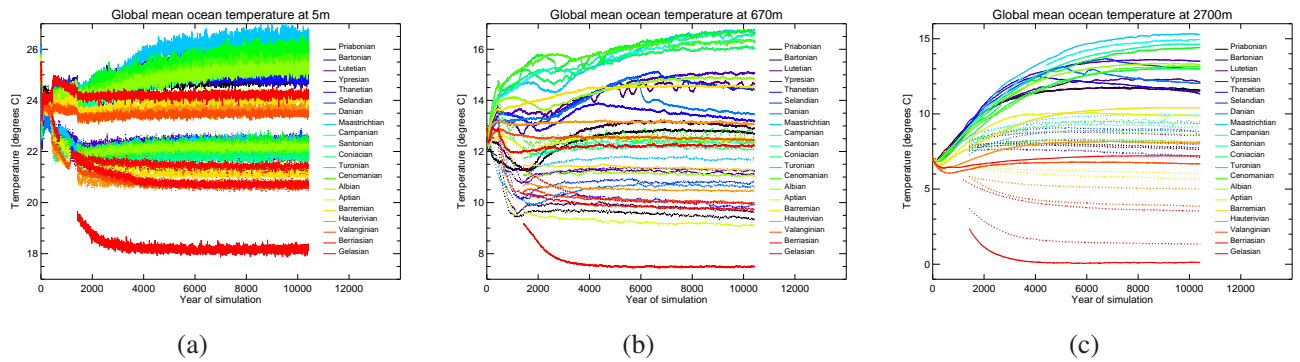 Global mean ocean temperature at 5m
26
24
22
20
18
Temperature [degrees C]
0 2000 4000 6000 8000 10000 12000
Year of simulation
Priabonian
Bartonian
Lutetian
Ypresian
Thanetian
Selandian
Danian
Maastrichtian
Campanian
Santonian
Coniacian
Turonian
Cenomanian
Albian
Aptian
Barremian
Hauterivian
Valanginian
Berriasian
Gelasian
(a)
Global mean ocean temperature at 670m
16
14
12
10
8
Temperature [degrees C]
0 2000 4000 6000 8000 10000 12000
Year of simulation
Priabonian
Bartonian
Lutetian
Ypresian
Thanetian
Selandian
Danian
Maastrichtian
Campanian
Santonian
Coniacian
Turonian
Cenomanian
Albian
Aptian
Barremian
Hauterivian
Valanginian
Berriasian
Gelasian
(b)
Global mean ocean temperature at 2700m
15
10
5
0
Temperature [degrees C]
0 2000 4000 6000 8000 10000 12000
Year of simulation
Priabonian
Bartonian
Lutetian
Ypresian
Thanetian
Selandian
Danian
Maastrichtian
Campanian
Santonian
Coniacian
Turonian
Cenomanian
Albian
Aptian
Barremian
Hauterivian
Valanginian
Berriasian
Gelasian
(c)